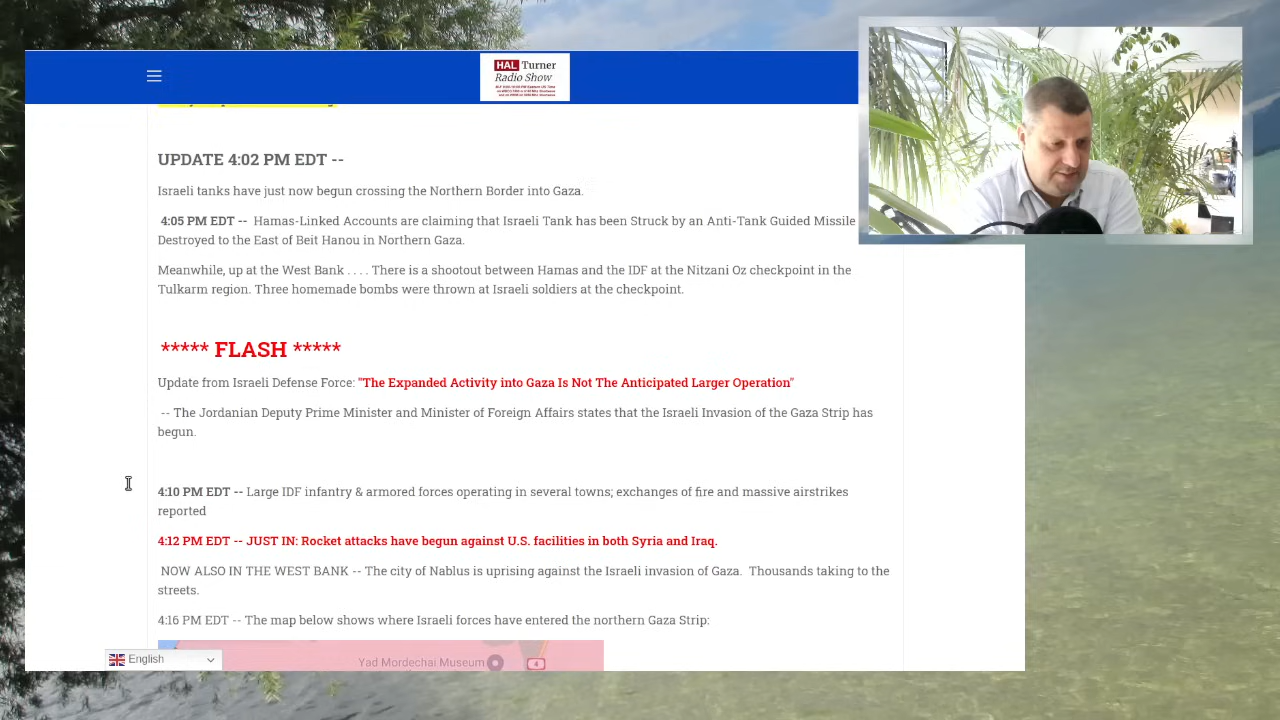 HAL Turner
Radio Show
UPDATE 4:02 PM EDT --
Israeli tanks have just now begun crossing the Northern Border into Gaza.
4:05 PM EDT -- Hamas-Linked Accounts are claiming that Israeli Tank has been Struck by an Anti-Tank Guided Missile
Destroyed to the East of Beit Hanou in Northern Gaza.
Meanwhile, up at the West Bank . . . . There is a shootout between Hamas and the IDF at the Nitzani Oz checkpoint in the
Tulkarm region. Three homemade bombs were thrown at Israeli soldiers at the checkpoint.
***** FLASH *****
Update from Israeli Defense Force: "The Expanded Activity into Gaza Is Not The Anticipated Larger Operation"
-- The Jordanian Deputy Prime Minister and Minister of Foreign Affairs states that the Israeli Invasion of the Gaza Strip has
begun.
4:10 PM EDT -- Large IDF infantry & armored forces operating in several towns; exchanges of fire and massive airstrikes
reported
4:12 PM EDT -- JUST IN: Rocket attacks have begun against U.S. facilities in both Syria and Iraq.
NOW ALSO IN THE WEST BANK -- The city of Nablus is uprising against the Israeli invasion of Gaza. Thousands taking to the
streets.
4:16 PM EDT -- The map below shows where Israeli forces have entered the northern Gaza Strip:
Yad Mordechai Museum
4
English